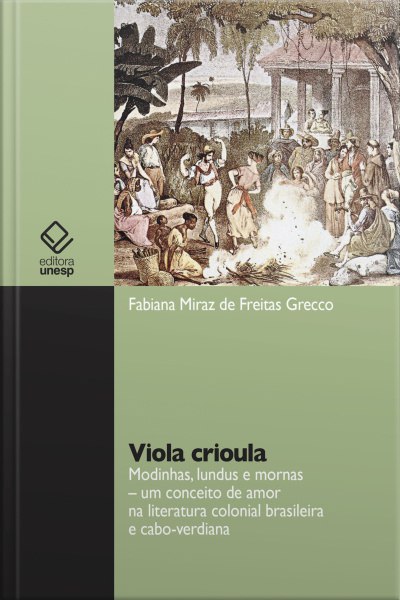 editora
unesp
Fabiana Miraz de Freitas Grecco
Viola crioula
Modinhas, lundus e mornas
– um conceito de amor
na literatura colonial brasileira
e cabo-verdiana